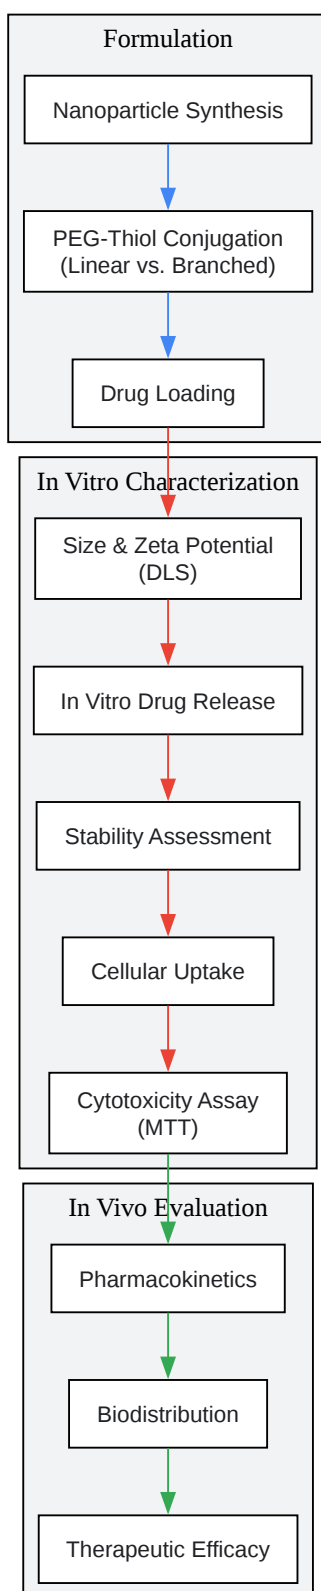 Formulation
Nanoparticle Synthesis
PEG-Thiol Conjugation
(Linear vs. Branched)
Drug Loading
In Vitro Characterization
Size & Zeta Potential
(DLS)
In Vitro Drug Release
Stability Assessment
Cellular Uptake
Cytotoxicity Assay
(MTT)
In Vivo Evaluation
Pharmacokinetics
Biodistribution
Therapeutic Efficacy